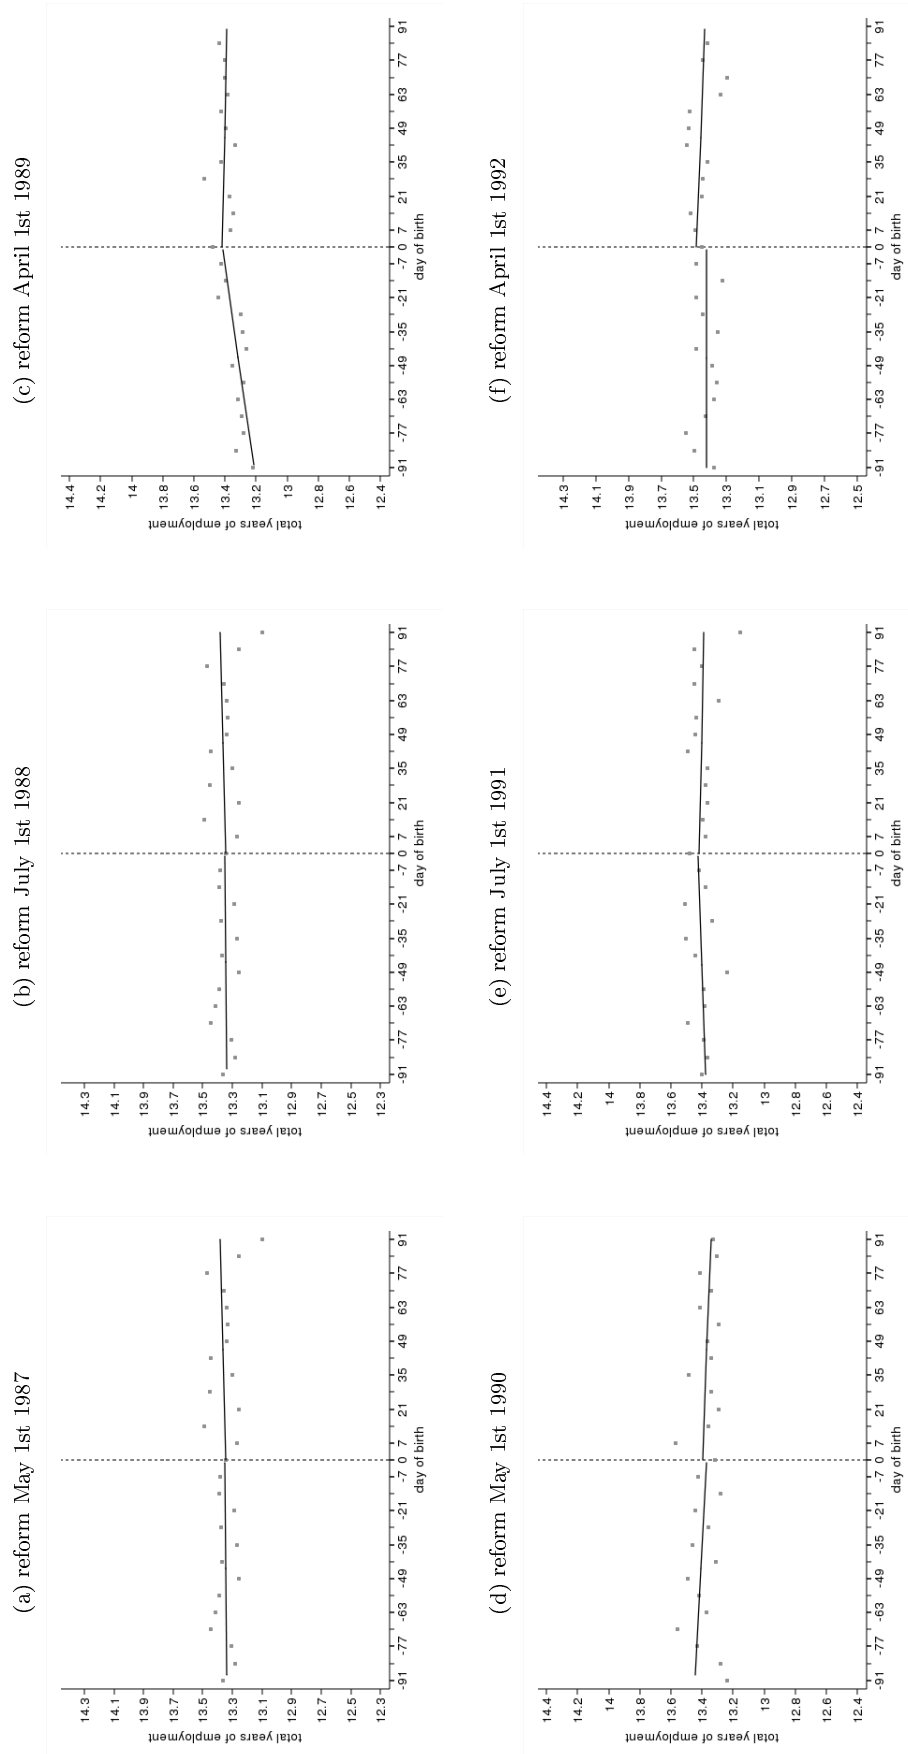 (a) reform May 1st 1987
total years of employment
14.3
14.1
13.9
13.7
13.5
13.3
13.1
12.9
12.7
12.5
12.3
-91 -77 -63 -49 -35 -21 -7 0 7 21 35 49 63 77 91
day of birth
(b) reform July 1st 1988
total years of employment
14.3
14.1
13.9
13.7
13.5
13.3
13.1
12.9
12.7
12.5
12.3
-91 -77 -63 -49 -35 -21 -7 0 7 21 35 49 63 77 91
day of birth
(c) reform April 1st 1989
total years of employment
14.4
14.2
14
13.8
13.6
13.4
13.2
13
12.8
12.6
12.4
-91 -77 -63 -49 -35 -21 -7 0 7 21 35 49 63 77 91
day of birth
(d) reform May 1st 1990
total years of employment
14.4
14.2
14
13.8
13.6
13.4
13.2
13
12.8
12.6
12.4
-91 -77 -63 -49 -35 -21 -7 0 7 21 35 49 63 77 91
day of birth
(e) reform July 1st 1991
total years of employment
14.4
14.2
14
13.8
13.6
13.4
13.2
13
12.8
12.6
12.4
-91 -77 -63 -49 -35 -21 -7 0 7 21 35 49 63 77 91
day of birth
(f) reform April 1st 1992
total years of employment
14.3
14.1
13.9
13.7
13.5
13.3
13.1
12.9
12.7
12.5
-91 -77 -63 -49 -35 -21 -7 0 7 21 35 49 63 77 91
day of birth